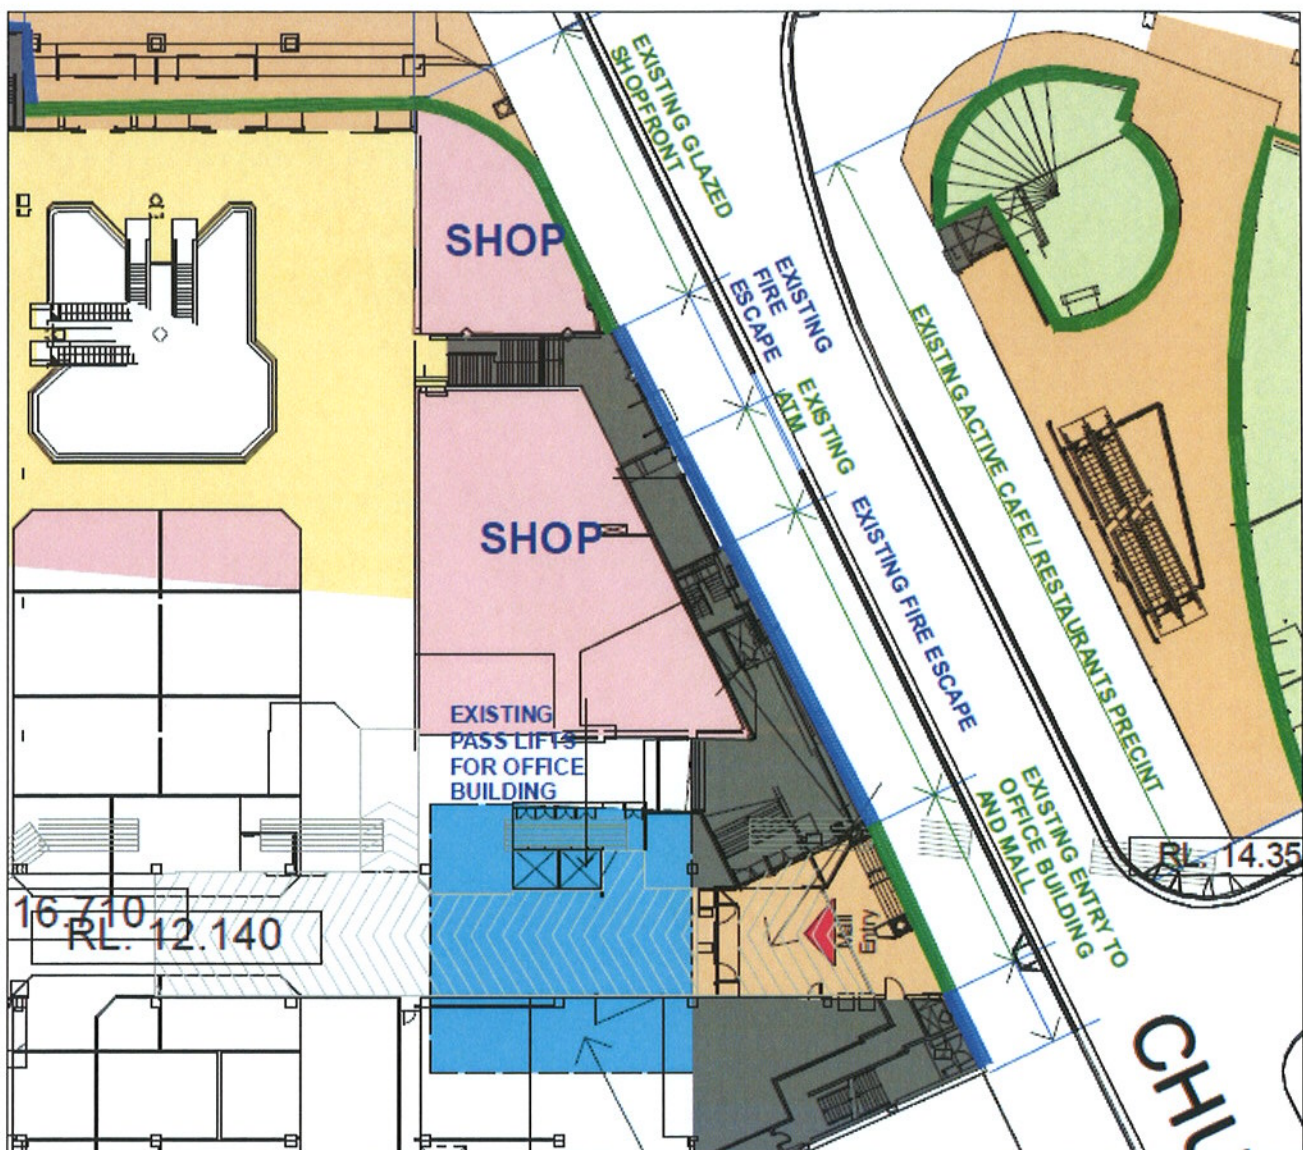 EXISTING GLAZED
SHOPFRONT
SHOP
EXISTING
FIRE
ESCAPE
EXISTING ACTIVE CAFE'/ RESTAURANTS PRECINT
EXISTING
ATM
SHOP
EXISTING FIRE ESCAPE
EXISTING
PASS LIFTS
FOR OFFICE
BUILDING
EXISTING ENTRY TO
OFFICE BUILDING
AND MALL
RL. 14.35
16.710
RL. 12.140
Mall
Entry
CHU